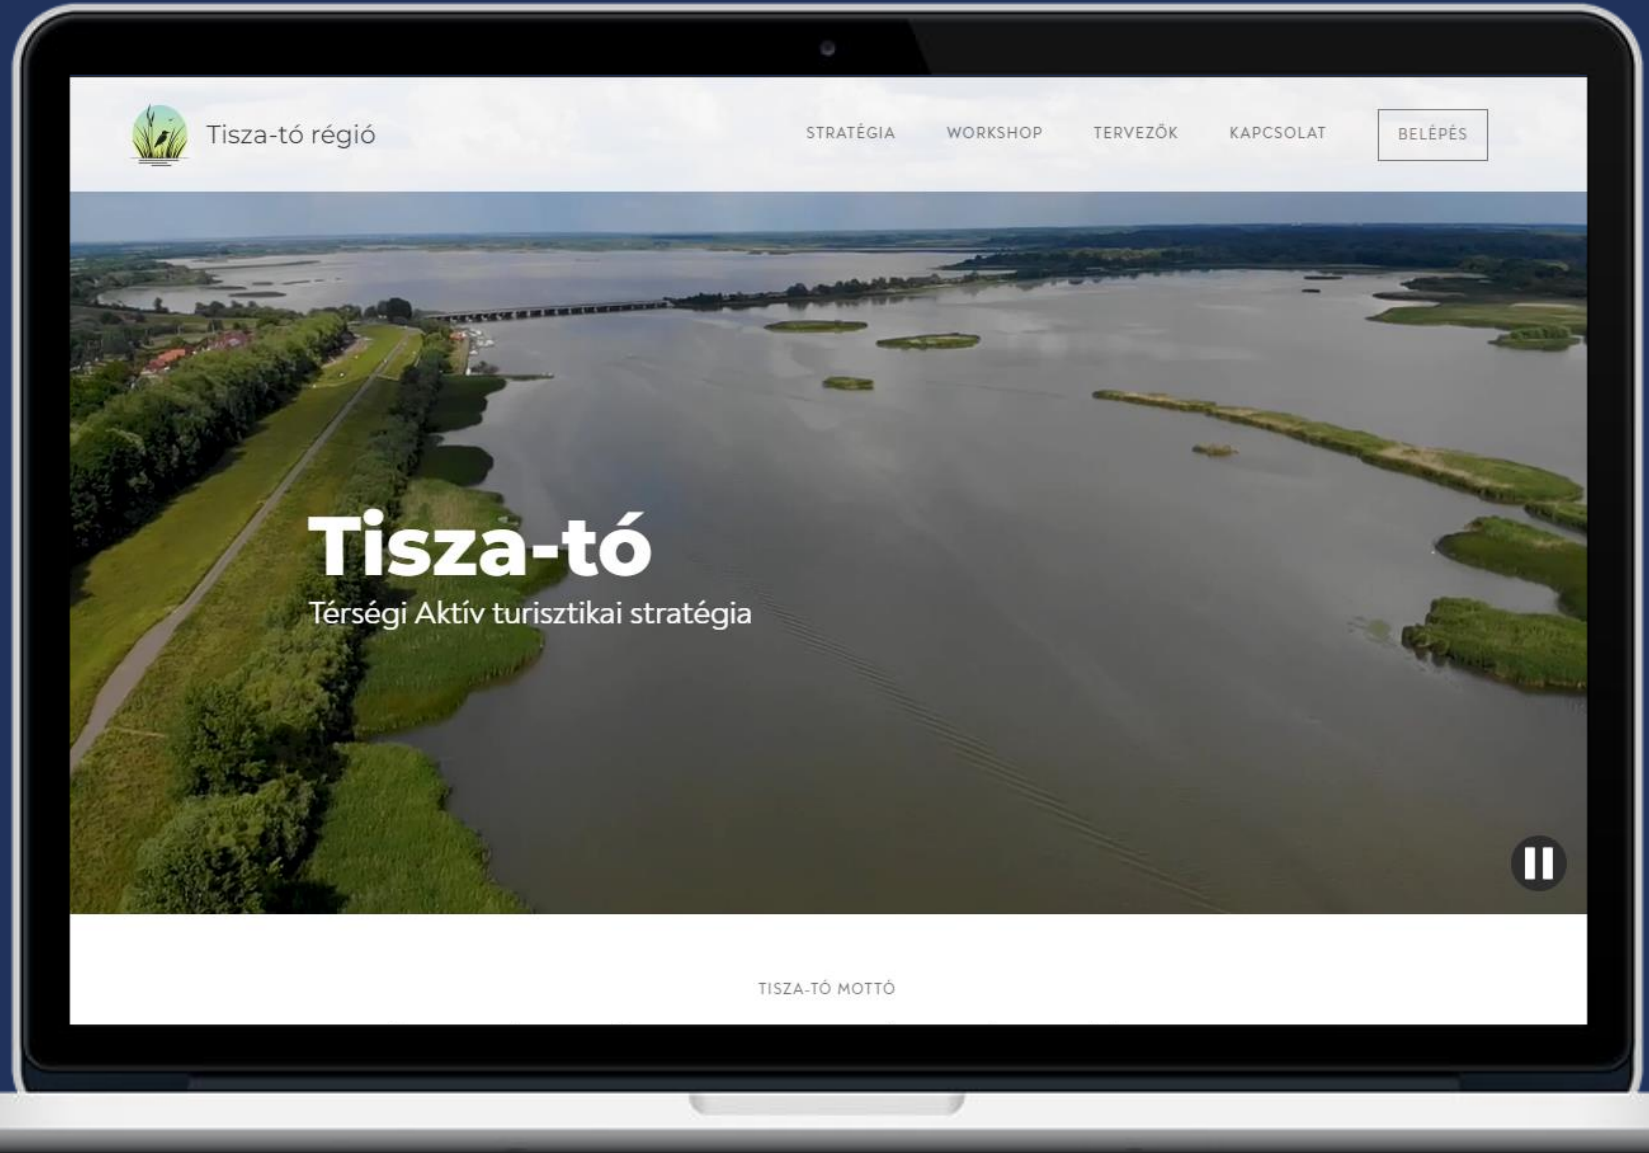 Tisza-tó régió
STRATÉGIA WORKSHOP TERVEZŐK KAPCSOLAT BELÉPÉS
Tisza-tó
Térségi Aktív turisztikai stratégia
TISZA-TÓ MOTTÓ